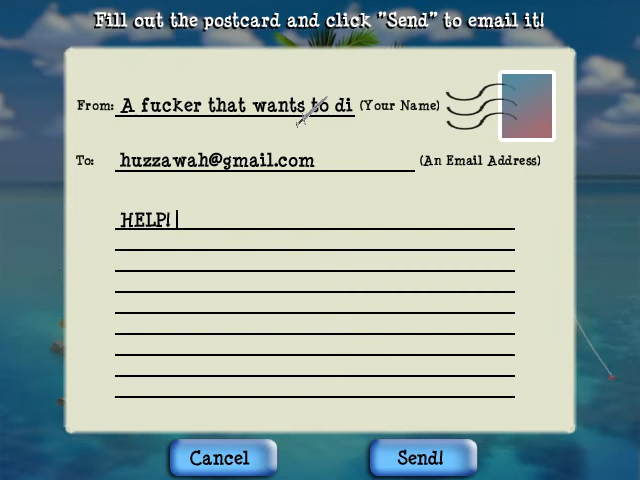 Fill out the postcard and click "Send" to email it!
From: A fucker that wants to di (Your Name)
To: huzzawah@gmail.com (An Email Address)
HELP!
Cancel Send!